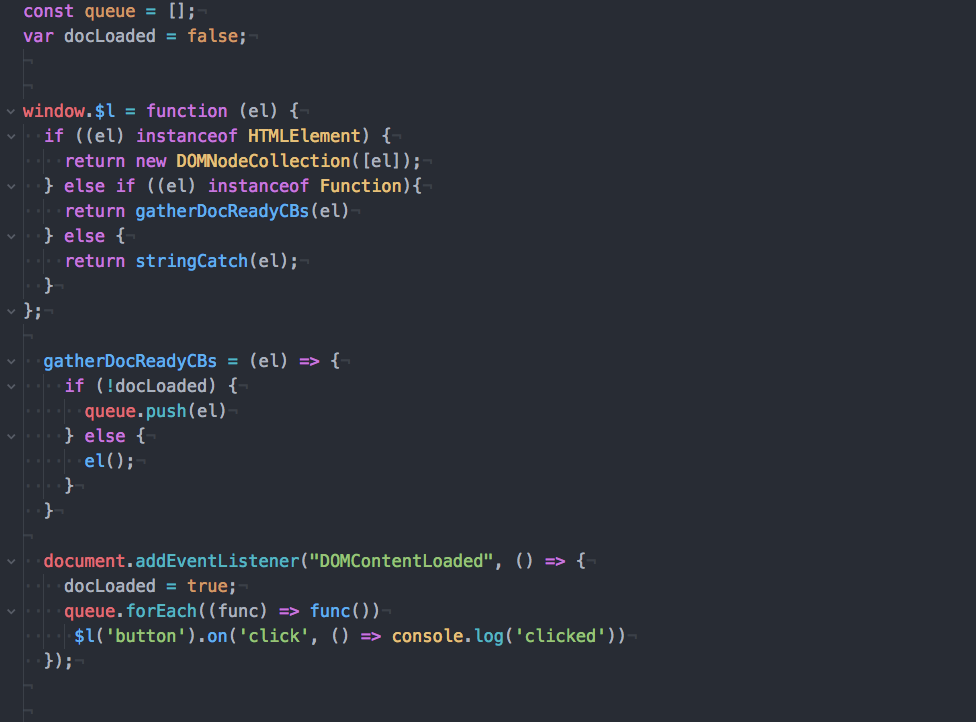 const queue = [];
var docLoaded = false;
window.$l = function (el) {
  if ((el) instanceof HTMLElement) {
    return new DOMNodeCollection([el]);
  } else if ((el) instanceof Function){
    return gatherDocReadyCBs(el)
  } else {
    return stringCatch(el);
  }
};
  gatherDocReadyCBs = (el) => {
    if (!docLoaded) {
      queue.push(el)
    } else {
      el();
    }
  }
  document.addEventListener("DOMContentLoaded", () => {
    docLoaded = true;
    queue.forEach((func) => func())
     $l('button').on('click', () => console.log('clicked'))
  });